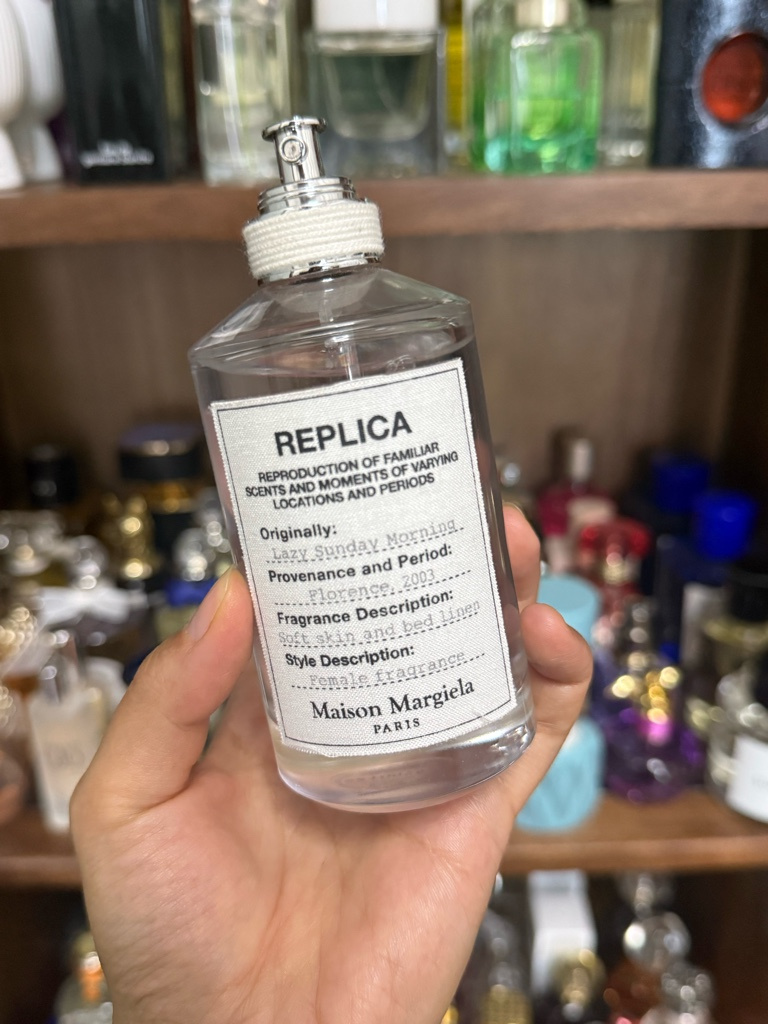 REPLICA
REPRODUCTION OF FAMILIAR
SCENTS AND MOMENTS OF VARYING
LOCATIONS AND PERIODS
Originally:
Lazy Sunday Morning
Provenance and Period:
Florence, 2003
Fragrance Description:
Soft skin and bed linen
Style Description:
Female fragrance
Maison Margiela
PARIS